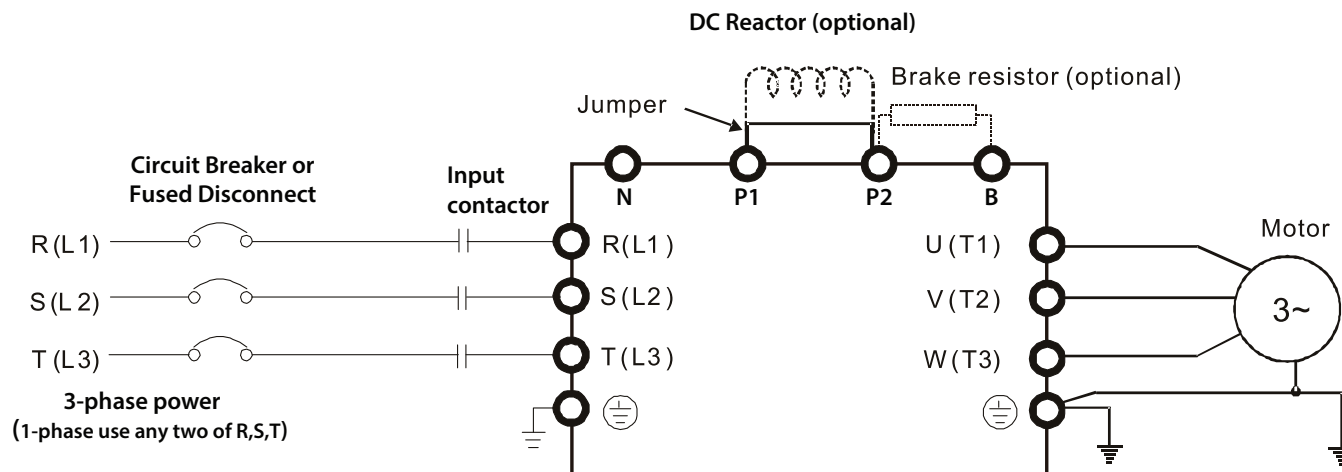 DC Reactor (optional)
Brake resistor (optional)
Jumper
Circuit Breaker or
Fused Disconnect
Input
contactor
N
P1
P2
B
R(L1)
R(L1)
U(T1)
Motor
S(L2)
S(L2)
V(T2)
3~
T(L3)
T(L3)
W(T3)
3-phase power
(1-phase use any two of R,S,T)